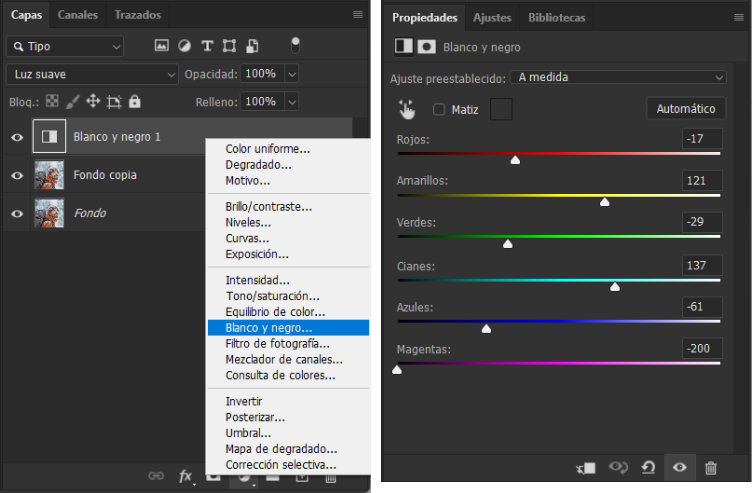 Capas Canales Trazados
Tipo
Luz suave Opacidad: 100%
Bloq.: Relleno: 100%
Blanco y negro 1
Fondo copia
Fondo
fx
Color uniforme...
Degradado...
Motivo...
Brillo/contraste...
Niveles...
Curvas...
Exposición...
Intensidad...
Tono/saturación...
Equilibrio de color...
Blanco y negro...
Filtro de fotografía...
Mezclador de canales...
Consulta de colores...
Invertir
Posterizar...
Umbral...
Mapa de degradado...
Corrección selectiva...
Propiedades Ajustes Bibliotecas
Blanco y negro
Ajuste preestablecido: A medida
Matiz Automático
Rojos: -17
Amarillos: 121
Verdes: -29
Cianes: 137
Azules: -61
Magentas: -200